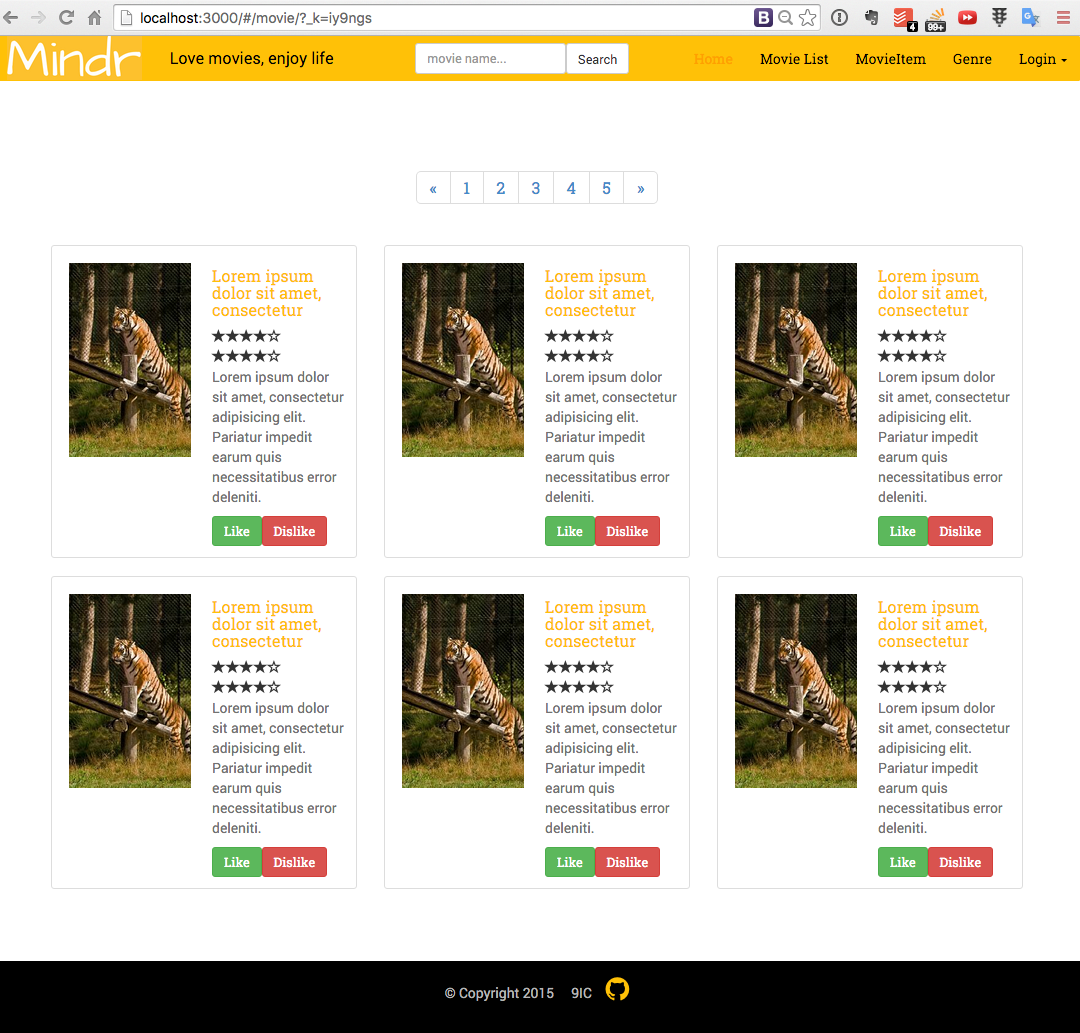 localhost:3000/#/movie/?_k=iy9ngs
B
4
99+
Mindr
Love movies, enjoy life
movie name...
Search
Home
Movie List
MovieItem
Genre
Login
« 1 2 3 4 5 »
Lorem ipsum
dolor sit amet,
consectetur
★★★★☆
★★★★☆
Lorem ipsum dolor
sit amet, consectetur
adipisicing elit.
Pariatur impedit
earum quis
necessitatibus error
deleniti.
Like
Dislike
Lorem ipsum
dolor sit amet,
consectetur
★★★★☆
★★★★☆
Lorem ipsum dolor
sit amet, consectetur
adipisicing elit.
Pariatur impedit
earum quis
necessitatibus error
deleniti.
Like
Dislike
Lorem ipsum
dolor sit amet,
consectetur
★★★★☆
★★★★☆
Lorem ipsum dolor
sit amet, consectetur
adipisicing elit.
Pariatur impedit
earum quis
necessitatibus error
deleniti.
Like
Dislike
Lorem ipsum
dolor sit amet,
consectetur
★★★★☆
★★★★☆
Lorem ipsum dolor
sit amet, consectetur
adipisicing elit.
Pariatur impedit
earum quis
necessitatibus error
deleniti.
Like
Dislike
Lorem ipsum
dolor sit amet,
consectetur
★★★★☆
★★★★☆
Lorem ipsum dolor
sit amet, consectetur
adipisicing elit.
Pariatur impedit
earum quis
necessitatibus error
deleniti.
Like
Dislike
Lorem ipsum
dolor sit amet,
consectetur
★★★★☆
★★★★☆
Lorem ipsum dolor
sit amet, consectetur
adipisicing elit.
Pariatur impedit
earum quis
necessitatibus error
deleniti.
Like
Dislike
© Copyright 2015 9IC